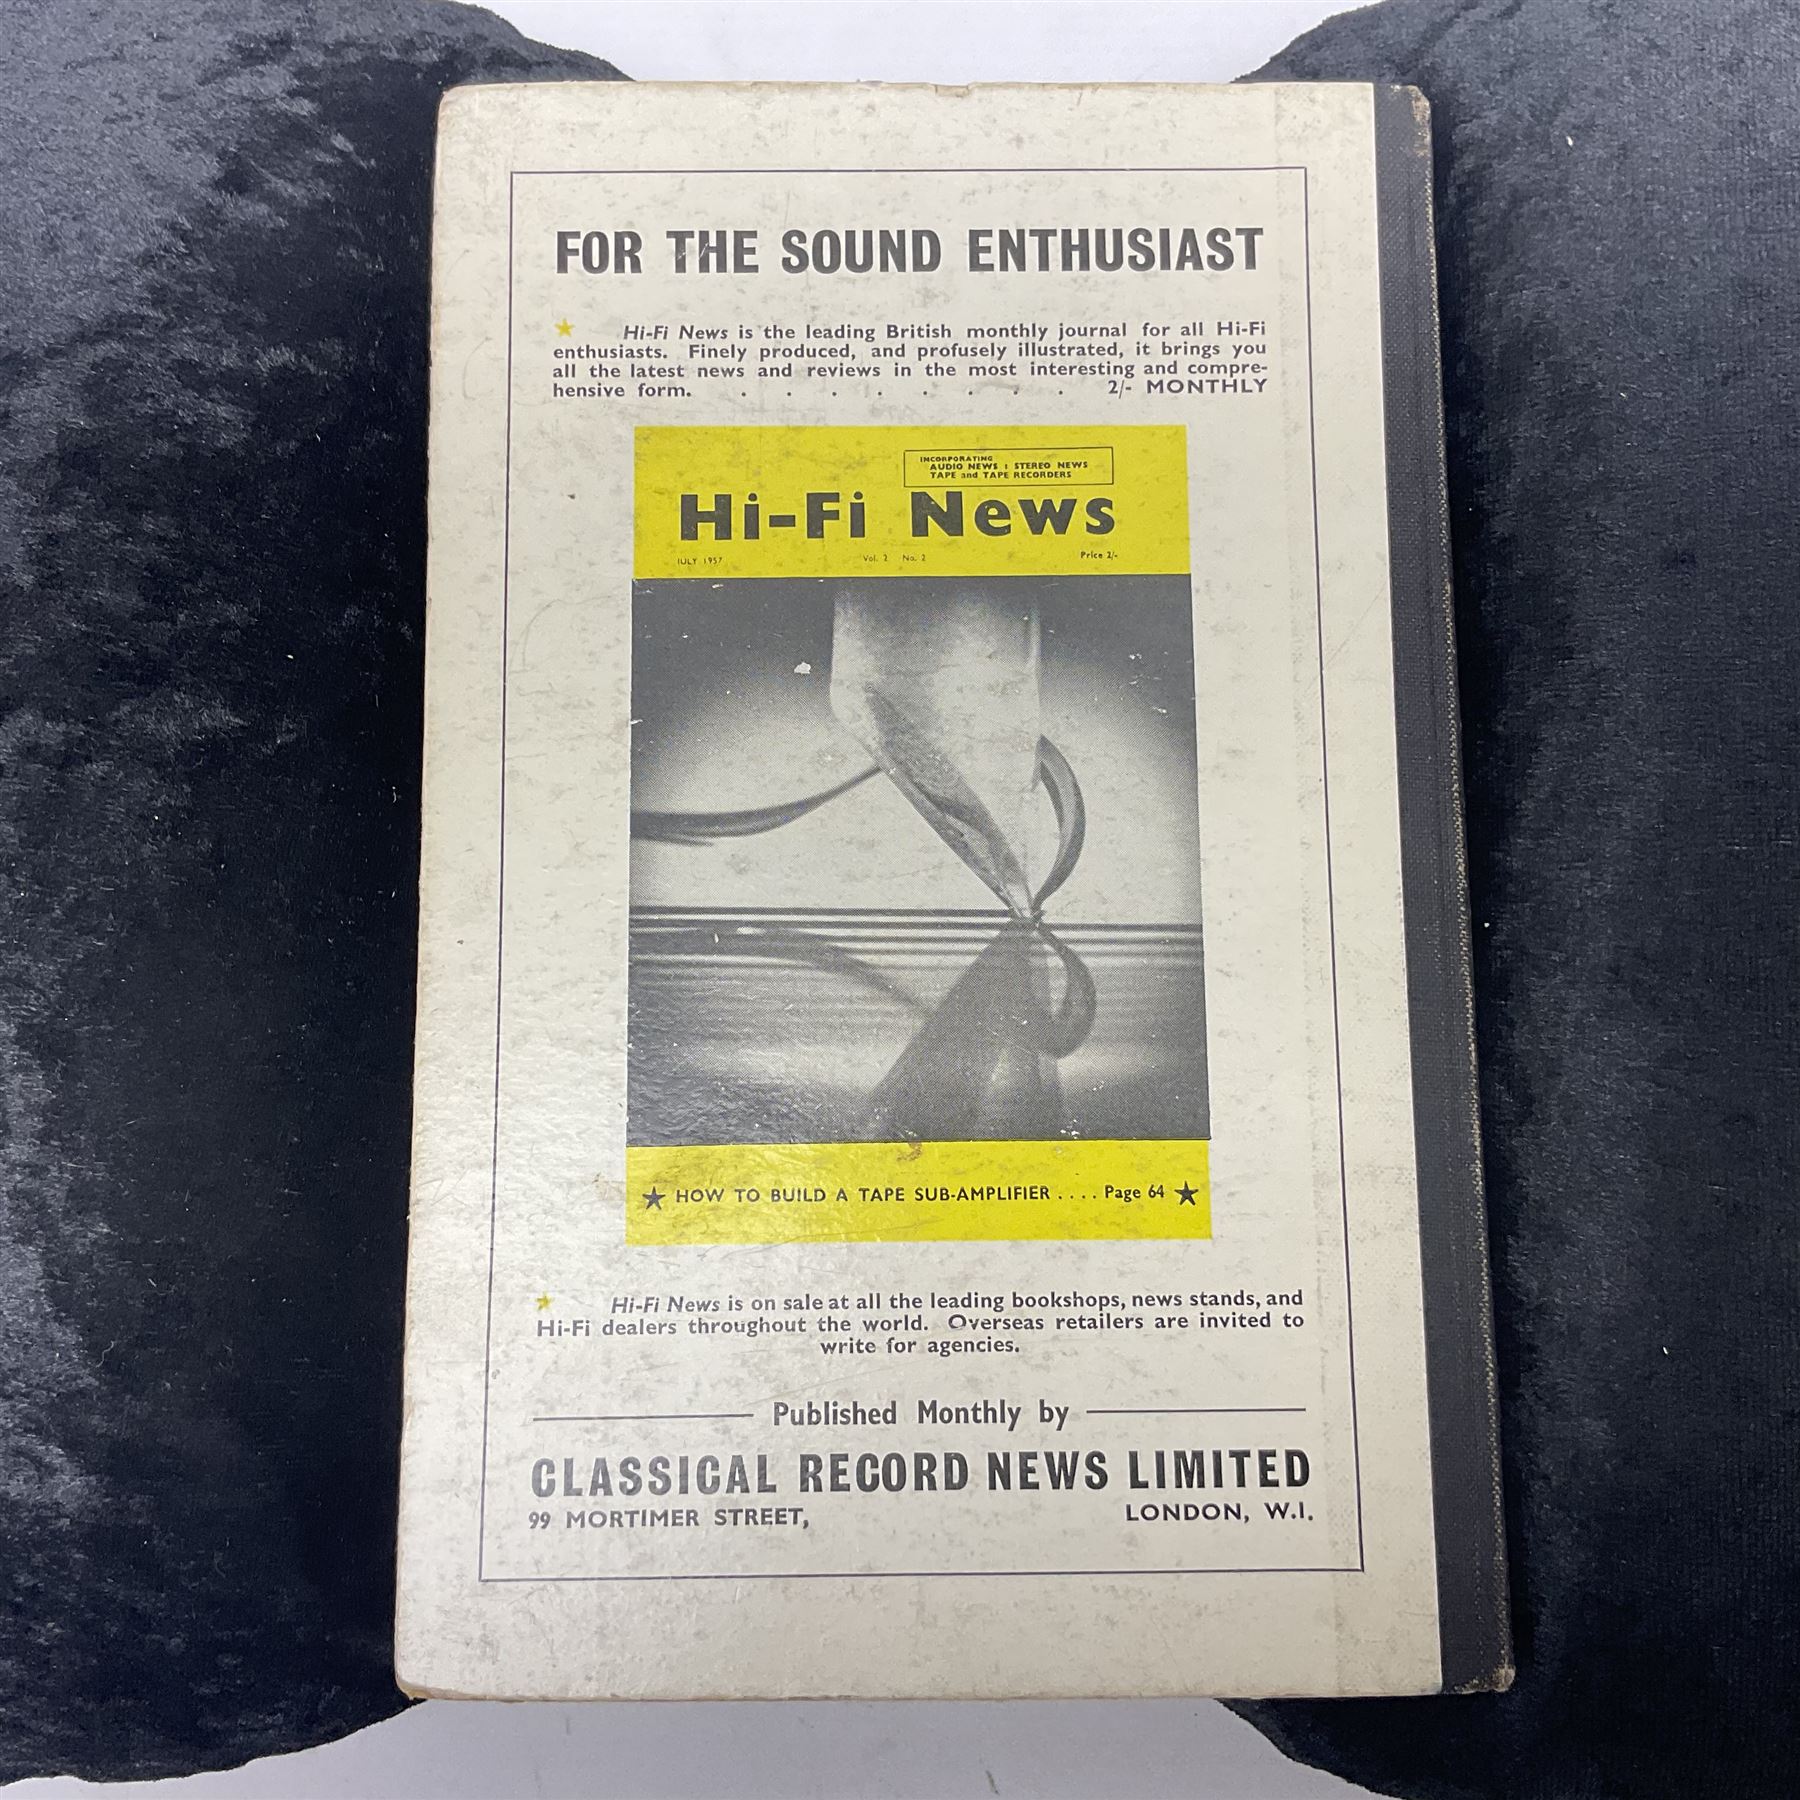 FOR THE SOUND ENTHUSIAST
Hi-Fi News is the leading British monthly journal for all Hi-Fi
enthusiasts. Finely produced, and profusely illustrated, it brings you
all the latest news and reviews in the most interesting and compre-
hensive form. . . . . . . . . 2/- MONTHLY
INCORPORATING
AUDIO NEWS : STEREO NEWS
TAPE and TAPE RECORDERS
Hi-Fi News
JULY 1957 Vol. 2 No. 2 Price 2/-
★ HOW TO BUILD A TAPE SUB-AMPLIFIER .... Page 64 ★
Hi-Fi News is on sale at all the leading bookshops, news stands, and
Hi-Fi dealers throughout the world. Overseas retailers are invited to
write for agencies.
Published Monthly by
CLASSICAL RECORD NEWS LIMITED
99 MORTIMER STREET, LONDON, W.I.